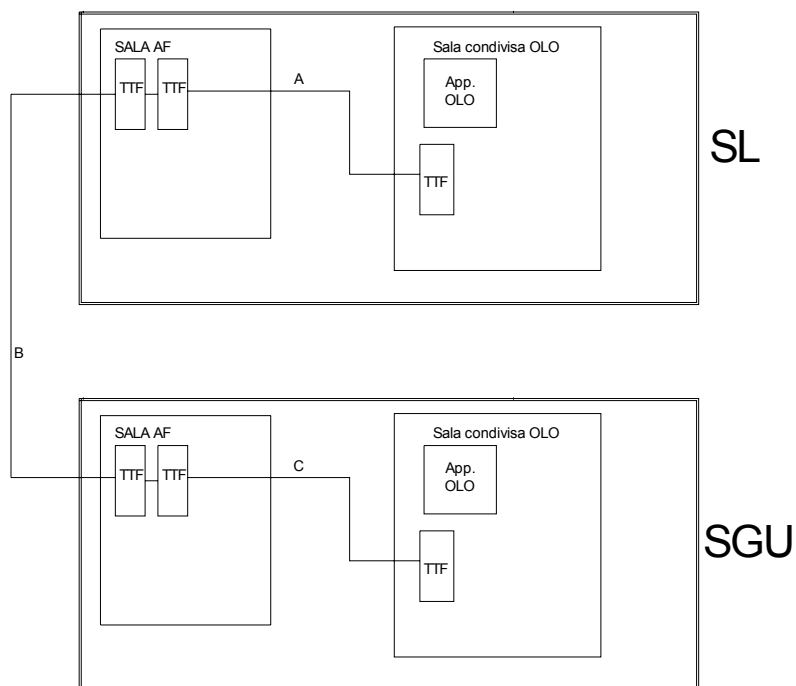 SALA AF
Sala condivisa OLO
TTF
TTF
A
App.
OLO
TTF
SL
B
SALA AF
Sala condivisa OLO
TTF
TTF
C
App.
OLO
TTF
SGU